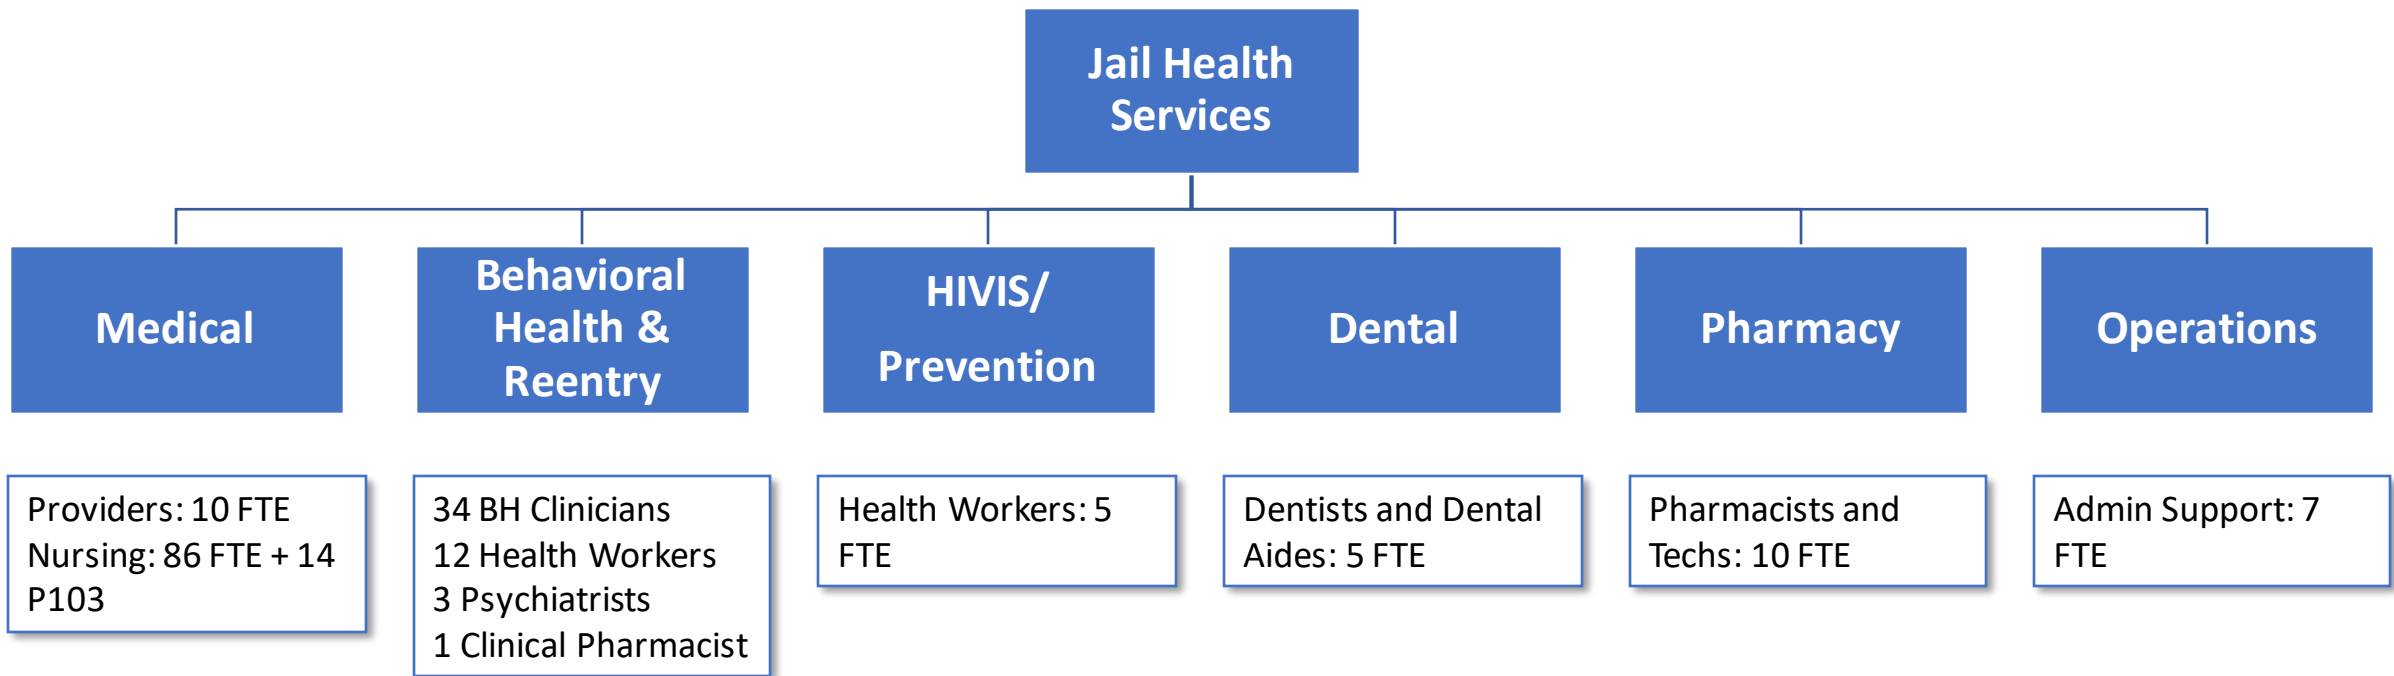 Jail Health
Services
Medical
Behavioral
Health &
Reentry
HIVIS/
Prevention
Dental
Pharmacy
Operations
Providers: 10 FTE
Nursing: 86 FTE + 14
P103
34 BH Clinicians
12 Health Workers
3 Psychiatrists
1 Clinical Pharmacist
Health Workers: 5
FTE
Dentists and Dental
Aides: 5 FTE
Pharmacists and
Techs: 10 FTE
Admin Support: 7
FTE